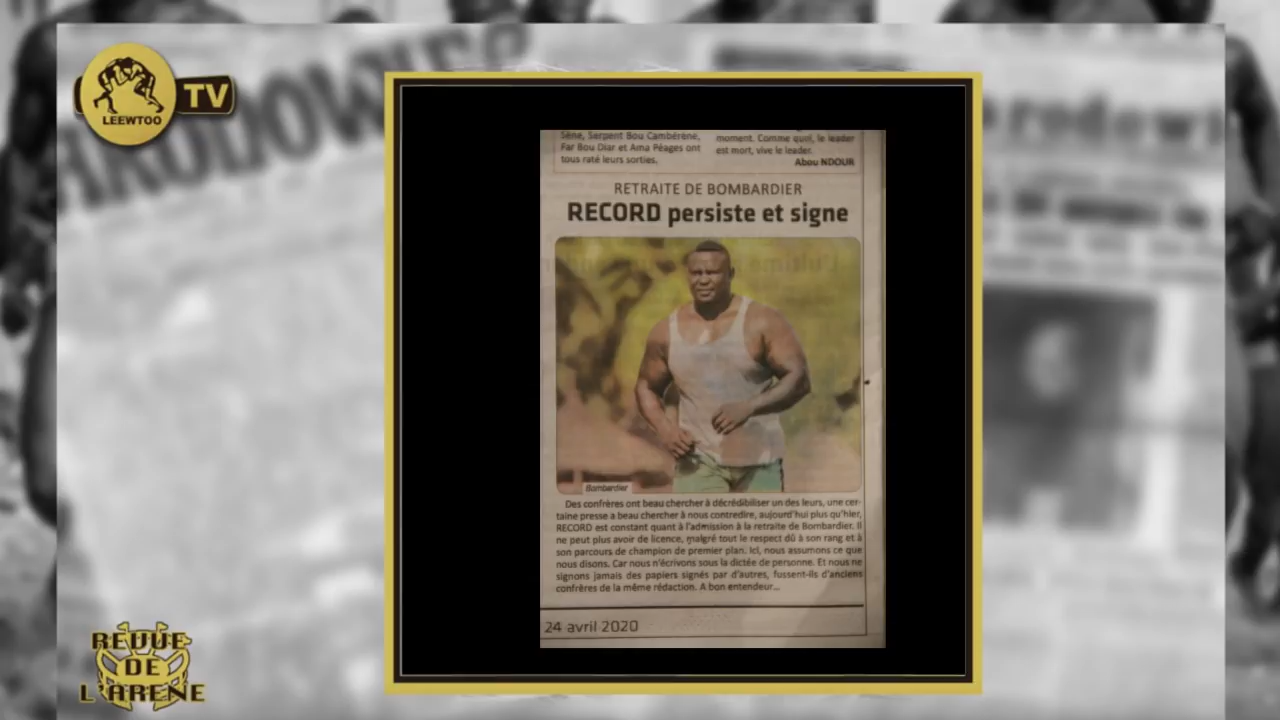 LEEWTOO
TV
Sène, Serpent Bou Cambérène,
Far Bou Diar et Ama Péages ont
tous raté leurs sorties.
moment. Comme quoi, le leader
est mort, vive le leader.
Abou NDOUR
RETRAITE DE BOMBARDIER
RECORD persiste et signe
Bombardier
Des confrères ont beau chercher à décrédibiliser un des leurs, une cer-
taine presse a beau chercher à nous contredire, aujourd'hui plus qu'hier,
RECORD est constant quant à l'admission à la retraite de Bombardier. Il
ne peut plus avoir de licence, malgré tout le respect dû à son rang et à
son parcours de champion de premier plan. Ici, nous assumons ce que
nous disons. Car nous n'écrivons sous la dictée de personne. Et nous ne
signons jamais des papiers signés par d'autres, fussent-ils d'anciens
confrères de la même rédaction. A bon entendeur...
24 avril 2020
REVUE
DE
L'ARENE